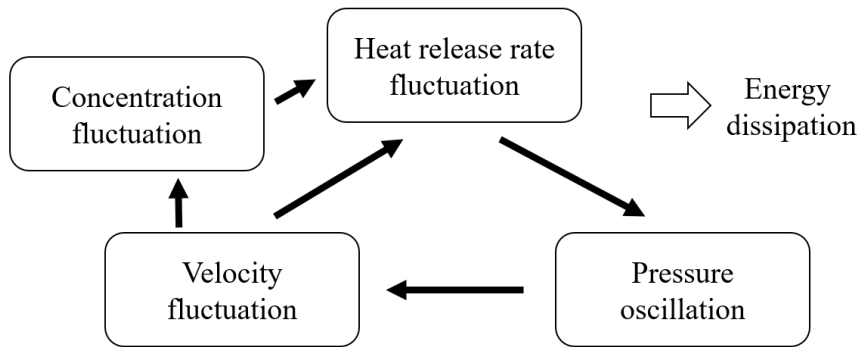 Heat release rate
fluctuation
Concentration
fluctuation
Energy
dissipation
Velocity
fluctuation
Pressure
oscillation